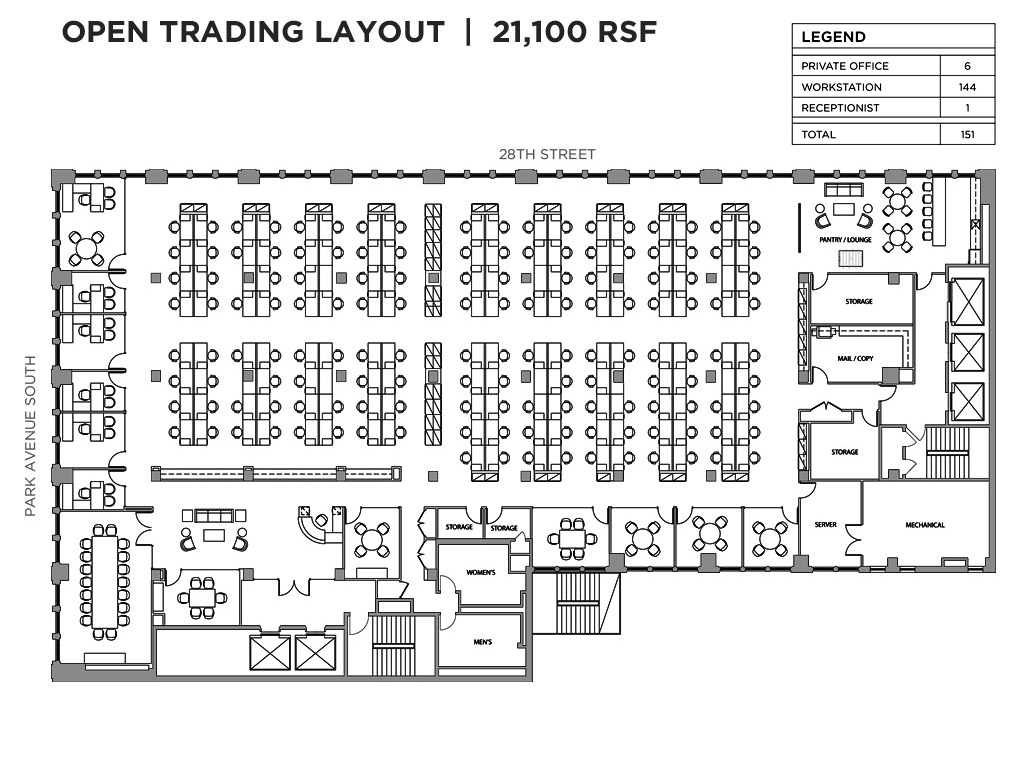 OPEN TRADING LAYOUT | 21,100 RSF
LEGEND
PRIVATE OFFICE 6
WORKSTATION 144
RECEPTIONIST 1
TOTAL 151
28TH STREET
PARK AVENUE SOUTH
PANTRY / LOUNGE
STORAGE
MAIL / COPY
STORAGE
STORAGE
STORAGE
SERVER
MECHANICAL
WOMEN'S
MEN'S